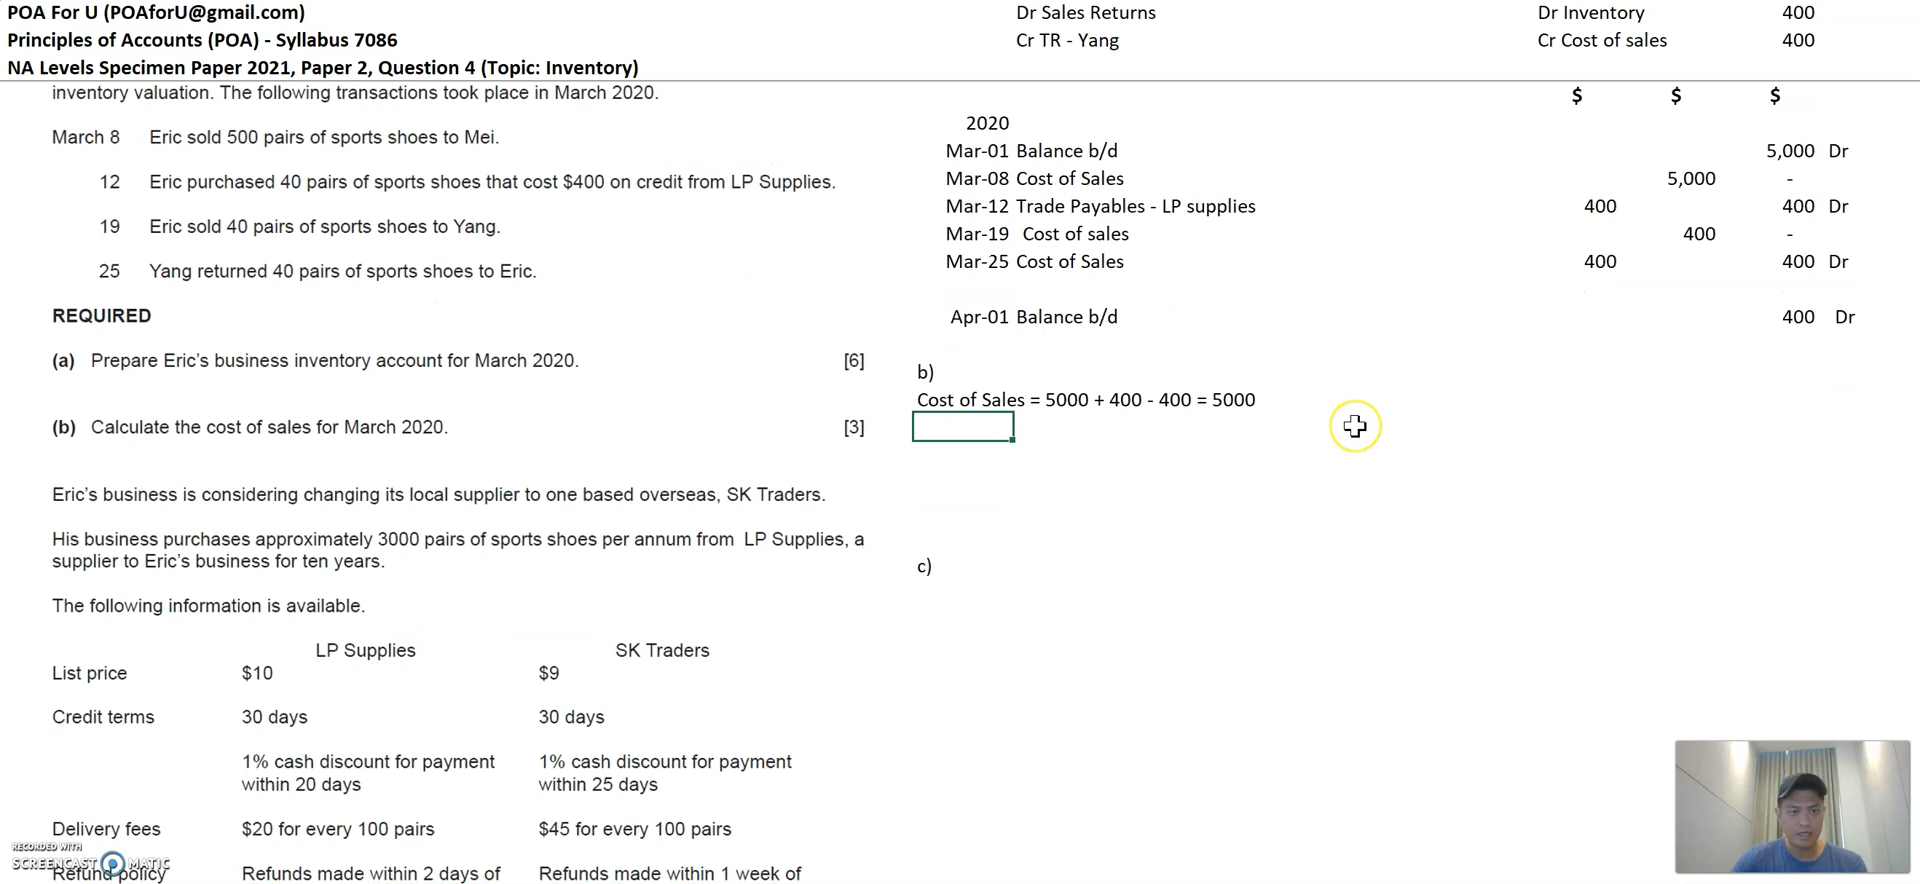 POA For U (POAforU@gmail.com)
Principles of Accounts (POA) - Syllabus 7086
NA Levels Specimen Paper 2021, Paper 2, Question 4 (Topic: Inventory)
Dr Sales Returns
Cr TR - Yang
Dr Inventory 400
Cr Cost of sales 400
inventory valuation. The following transactions took place in March 2020.
March 8 Eric sold 500 pairs of sports shoes to Mei.
12 Eric purchased 40 pairs of sports shoes that cost $400 on credit from LP Supplies.
19 Eric sold 40 pairs of sports shoes to Yang.
25 Yang returned 40 pairs of sports shoes to Eric.
REQUIRED
(a) Prepare Eric's business inventory account for March 2020. [6]
(b) Calculate the cost of sales for March 2020. [3]
Eric's business is considering changing its local supplier to one based overseas, SK Traders.
His business purchases approximately 3000 pairs of sports shoes per annum from LP Supplies, a
supplier to Eric's business for ten years.
The following information is available.
LP Supplies SK Traders
List price $10 $9
Credit terms 30 days 30 days
1% cash discount for payment 1% cash discount for payment
within 20 days within 25 days
Delivery fees $20 for every 100 pairs $45 for every 100 pairs
Refund policy Refunds made within 2 days of Refunds made within 1 week of
$ $ $
2020
Mar-01 Balance b/d 5,000 Dr
Mar-08 Cost of Sales 5,000 -
Mar-12 Trade Payables - LP supplies 400 400 Dr
Mar-19 Cost of sales 400 -
Mar-25 Cost of Sales 400 400 Dr
Apr-01 Balance b/d 400 Dr
b)
Cost of Sales = 5000 + 400 - 400 = 5000
c)
RECORDED WITH
SCREENCAST MATIC